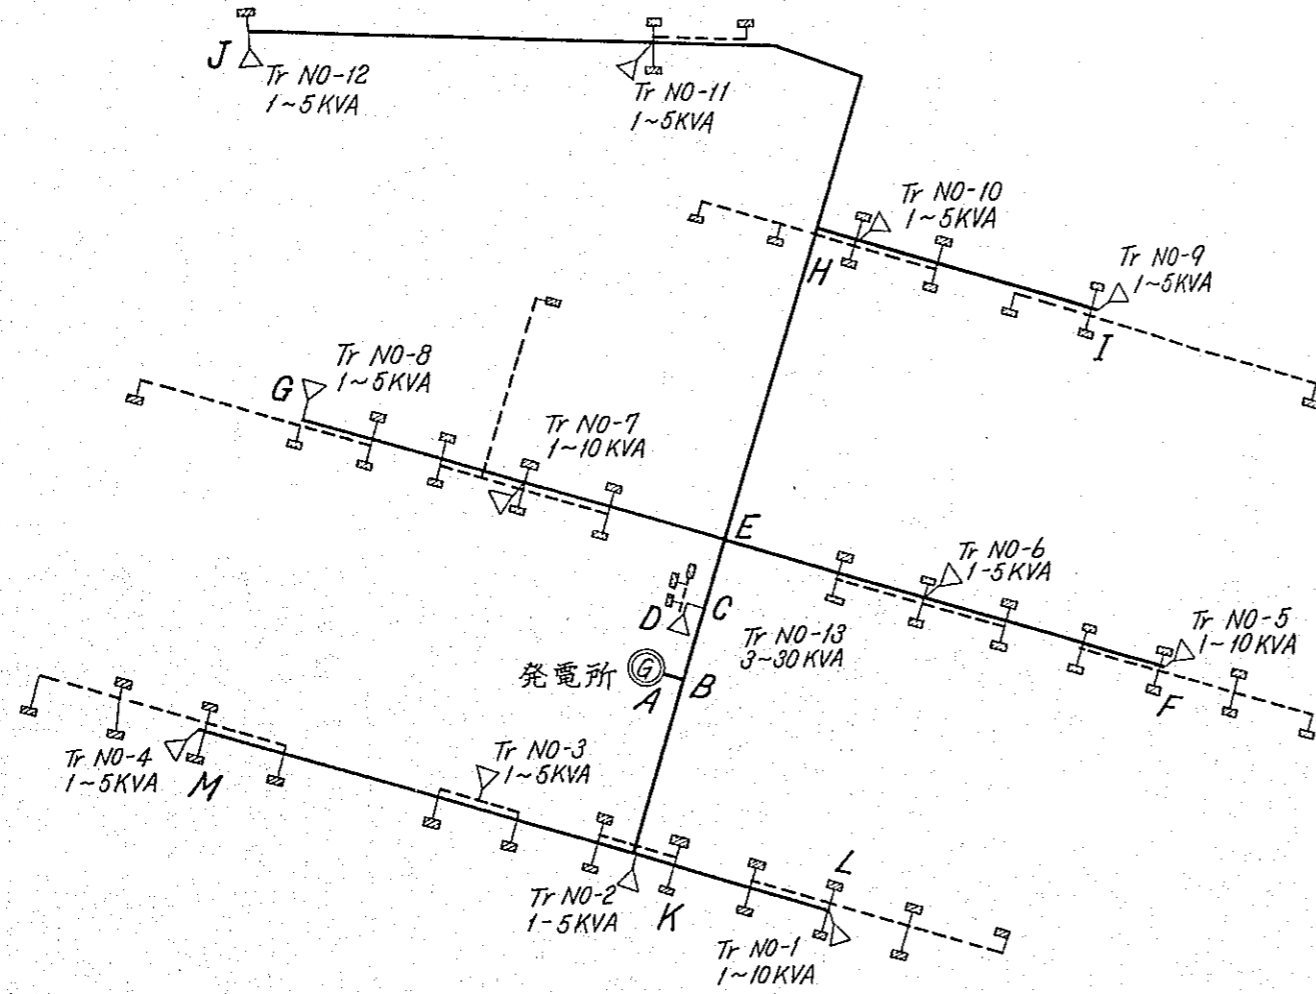 J
Tr NO-12
1~5KVA
Tr NO-11
1~5KVA
Tr NO-10
1~5KVA
H
Tr NO-9
1~5KVA
I
G
Tr NO-8
1~5KVA
Tr NO-7
1~10KVA
E
Tr NO-6
1-5KVA
Tr NO-5
1~10KVA
F
D
C
Tr NO-13
3~30KVA
発電所
G
A
B
Tr NO-4
1~5KVA
M
Tr NO-3
1~5KVA
Tr NO-2
1-5KVA
K
L
Tr NO-1
1~10KVA